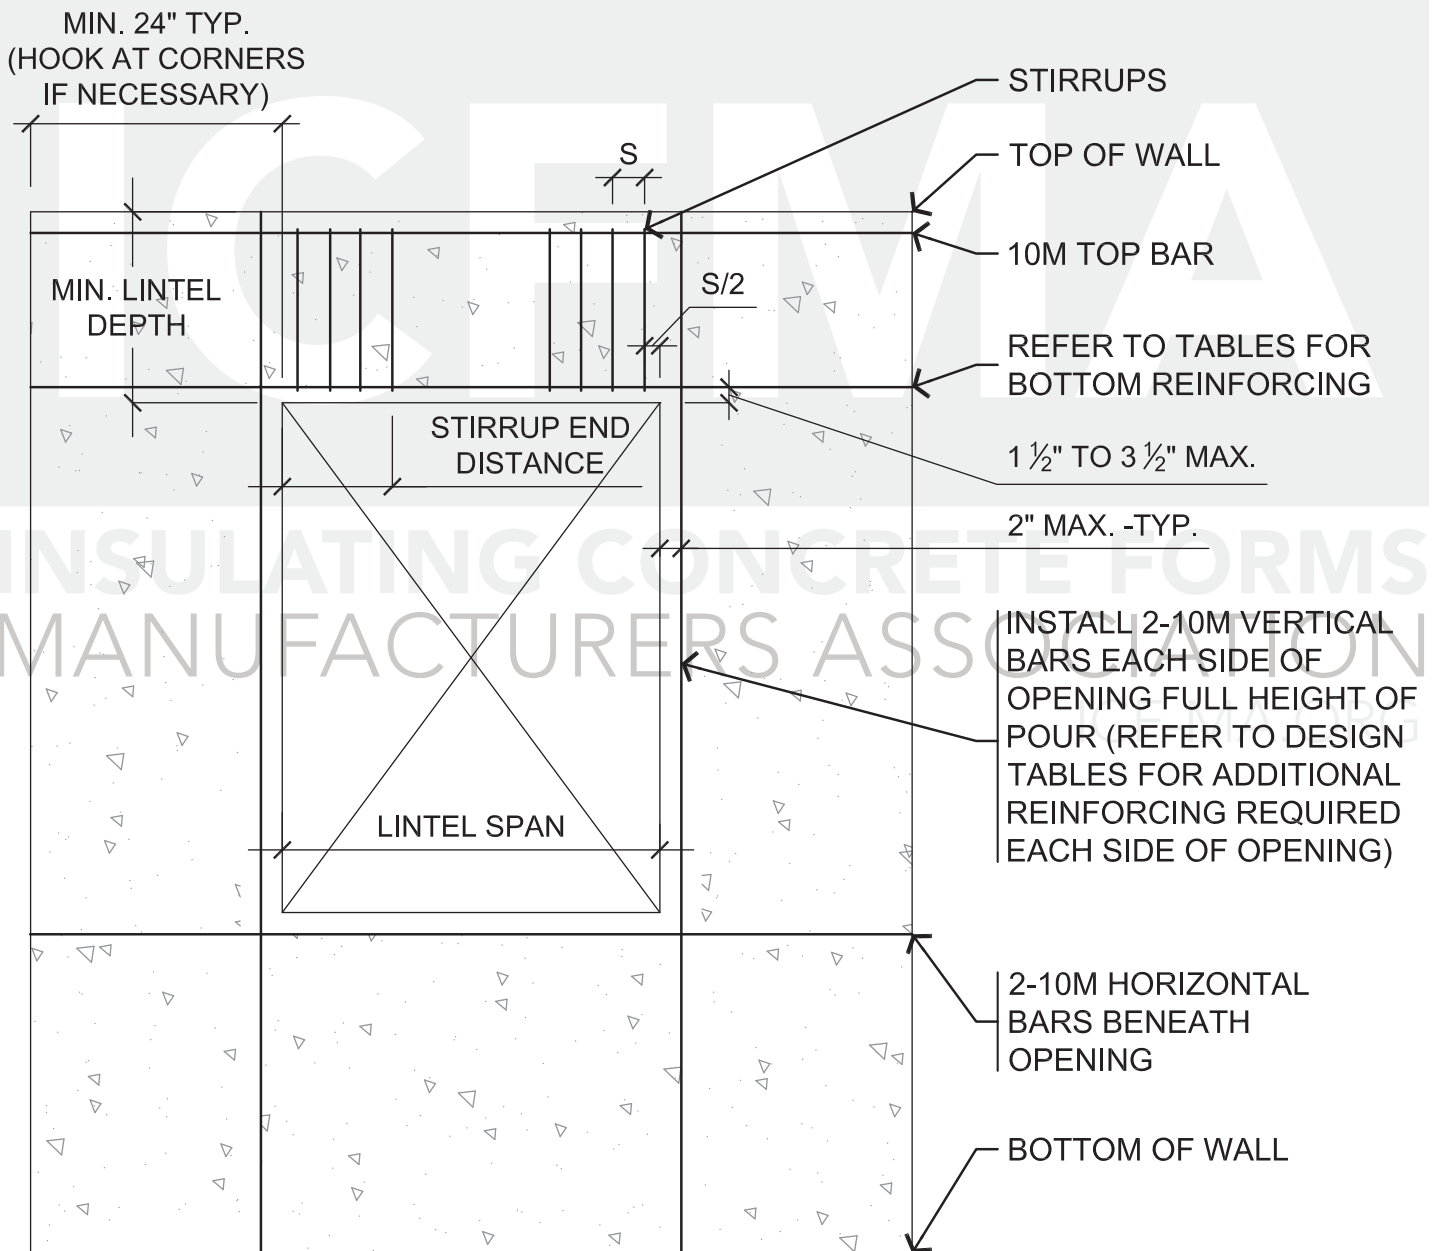 MIN. 24" TYP.
(HOOK AT CORNERS
IF NECESSARY)
STIRRUPS
S
TOP OF WALL
10M TOP BAR
S/2
MIN. LINTEL
DEPTH
REFER TO TABLES FOR
BOTTOM REINFORCING
STIRRUP END
DISTANCE
1 ½" TO 3 ½" MAX.
2" MAX. -TYP.
INSTALL 2-10M VERTICAL
BARS EACH SIDE OF
OPENING FULL HEIGHT OF
POUR (REFER TO DESIGN
TABLES FOR ADDITIONAL
REINFORCING REQUIRED
EACH SIDE OF OPENING)
LINTEL SPAN
2-10M HORIZONTAL
BARS BENEATH
OPENING
BOTTOM OF WALL
ICFMA
INSULATING CONCRETE FORMS
MANUFACTURERS ASSOCIATION
ICF-MA.ORG